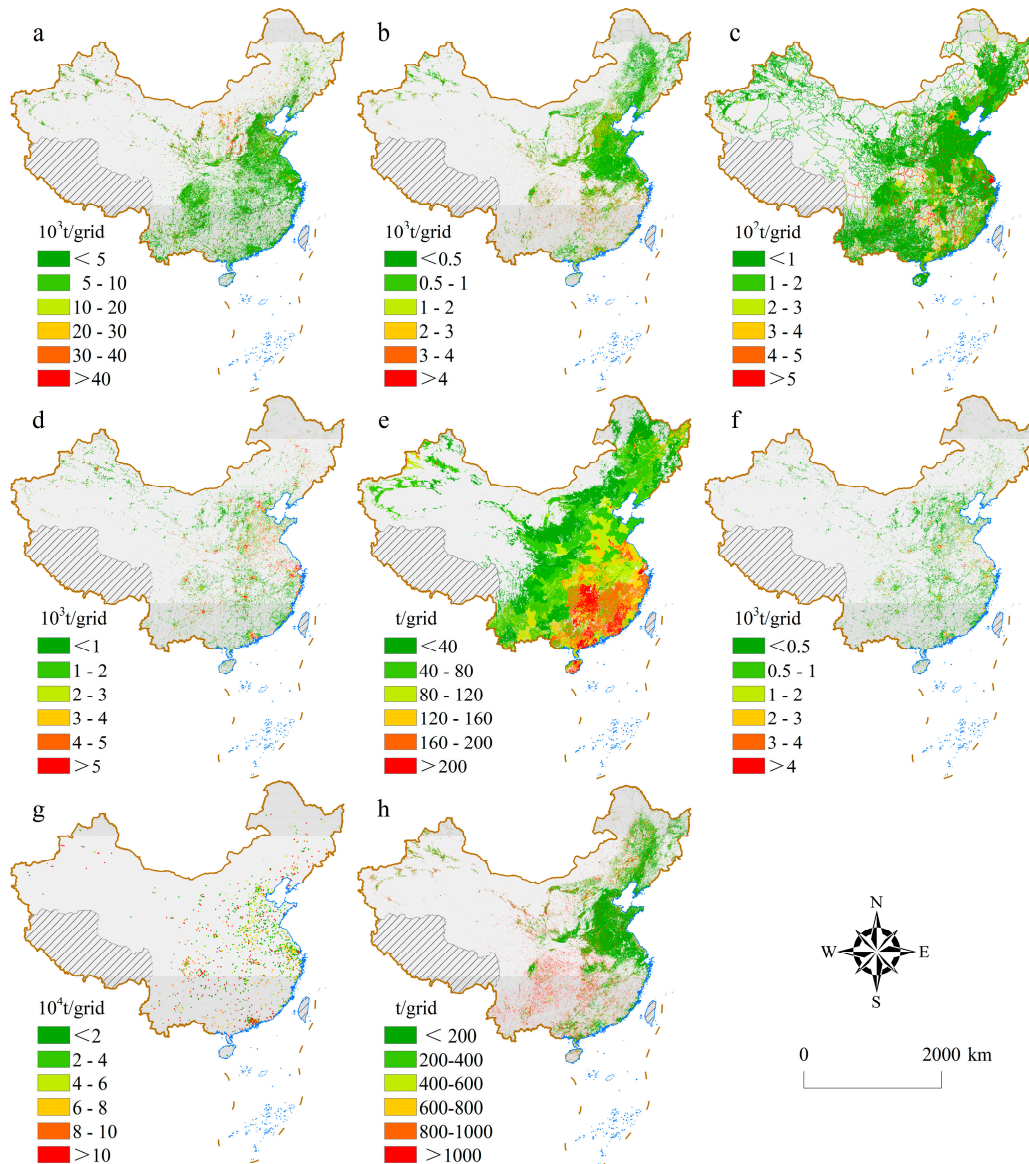 a
10³t/grid
＜5
5 - 10
10 - 20
20 - 30
30 - 40
＞40
b
10³t/grid
＜0.5
0.5 - 1
1 - 2
2 - 3
3 - 4
＞4
c
10²t/grid
＜1
1 - 2
2 - 3
3 - 4
4 - 5
＞5
d
10³t/grid
＜1
1 - 2
2 - 3
3 - 4
4 - 5
＞5
e
t/grid
＜40
40 - 80
80 - 120
120 - 160
160 - 200
＞200
f
10³t/grid
＜0.5
0.5 - 1
1 - 2
2 - 3
3 - 4
＞4
g
10⁴t/grid
＜2
2 - 4
4 - 6
6 - 8
8 - 10
＞10
h
t/grid
＜200
200-400
400-600
600-800
800-1000
＞1000
N
W E
S
0 2000 km